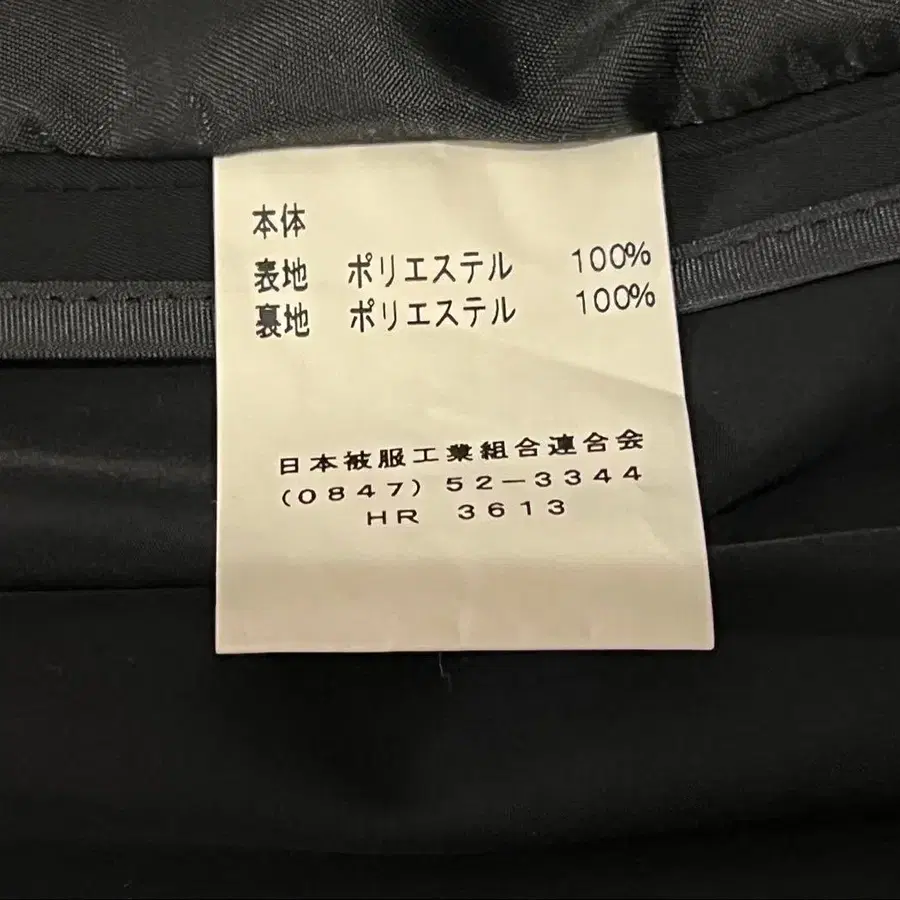 本体
表地 ポリエステル 100%
裏地 ポリエステル 100%
日本被服工業組合連合会
(0847) 52-3344
HR 3613